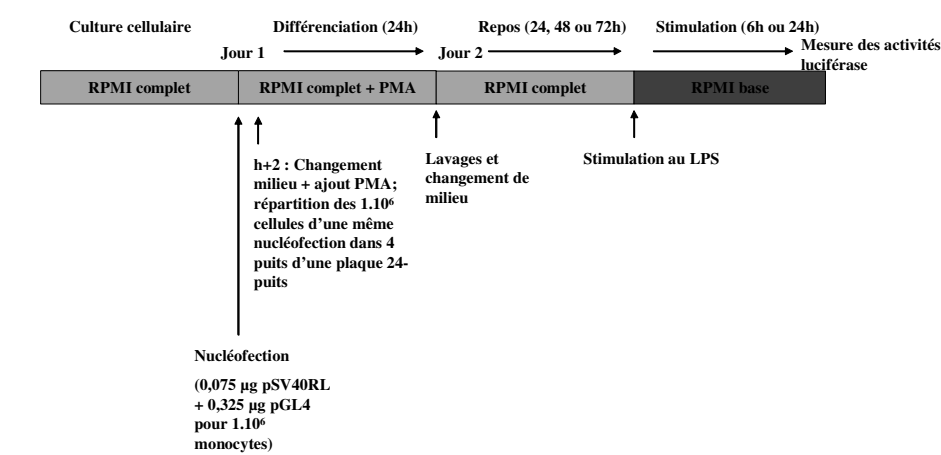 Culture cellulaire
Différenciation (24h)
Repos (24, 48 ou 72h)
Stimulation (6h ou 24h)
Jour 1
Jour 2
Mesure des activités
luciférase
RPMI complet
RPMI complet + PMA
RPMI complet
RPMI base
h+2 : Changement
milieu + ajout PMA;
répartition des 1.10⁶
cellules d’une même
nucléofection dans 4
puits d’une plaque 24-
puits
Lavages et
changement de
milieu
Stimulation au LPS
Nucléofection
(0,075 µg pSV40RL
+ 0,325 µg pGL4
pour 1.10⁶
monocytes)